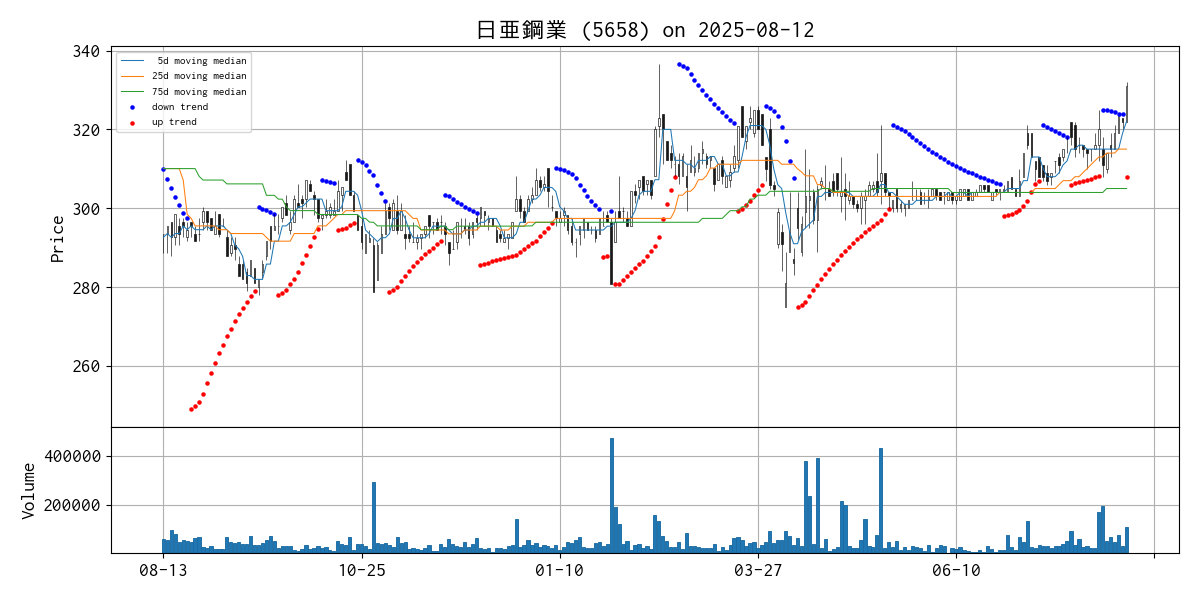 日亜鋼業 (5658) on 2025-08-12
340
320
300
280
260
Price
5d moving median
25d moving median
75d moving median
down trend
up trend
400000
200000
Volume
08-13
10-25
01-10
03-27
06-10